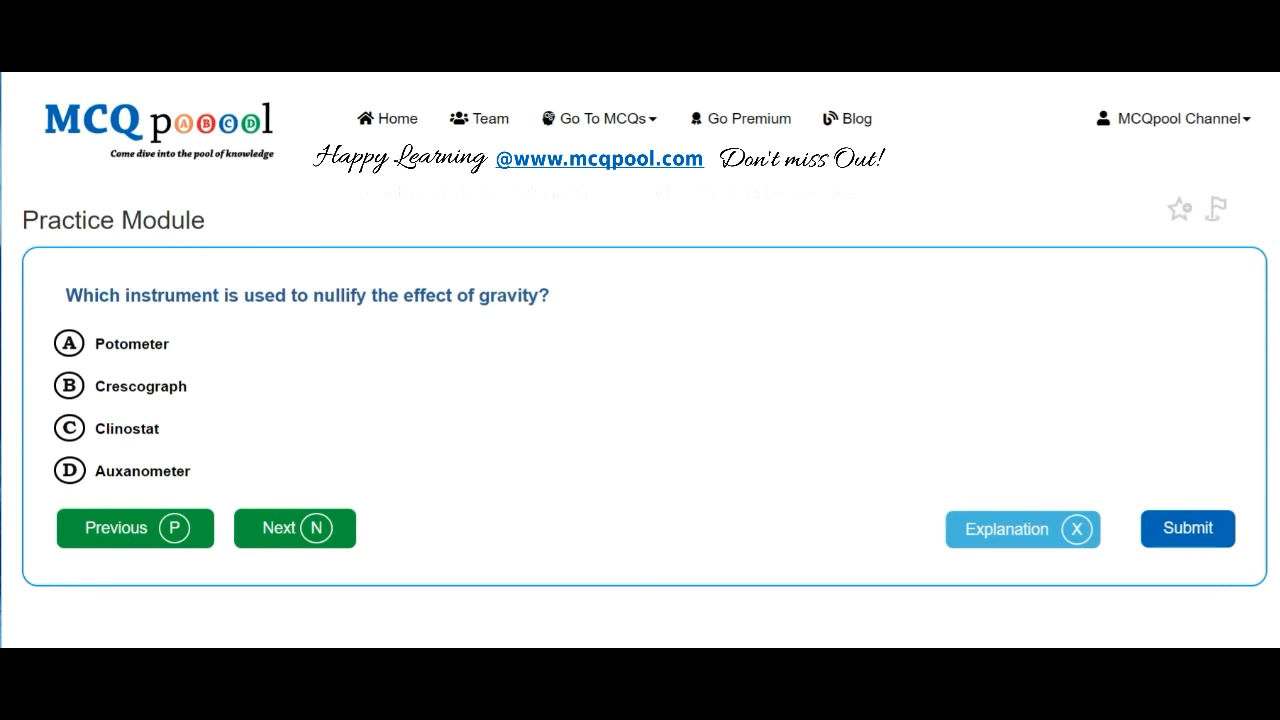 MCQ pABCDl
Come dive into the pool of knowledge
Home Team Go To MCQs Go Premium Blog MCQpool Channel
Happy Learning @www.mcqpool.com Don't miss Out!
Practice Module
Which instrument is used to nullify the effect of gravity?
A Potometer
B Crescograph
C Clinostat
D Auxanometer
Previous P Next N Explanation X Submit